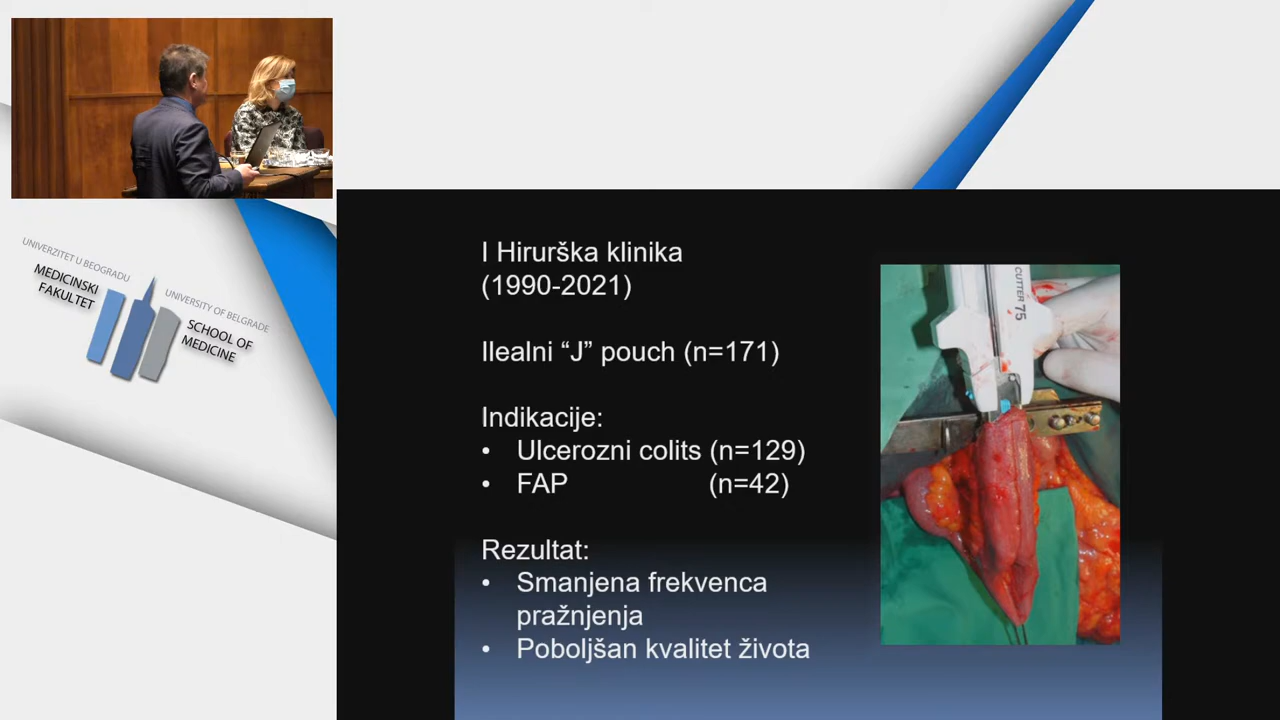 UNIVERZITET U BEOGRADU
MEDICINSKI
FAKULTET
UNIVERSITY OF BELGRADE
SCHOOL OF
MEDICINE
I Hirurška klinika
(1990-2021)
Ilealni “J” pouch (n=171)
Indikacije:
• Ulcerozni colits (n=129)
• FAP (n=42)
Rezultat:
• Smanjena frekvenca
pražnjenja
• Poboljšan kvalitet života
CUTTER 75